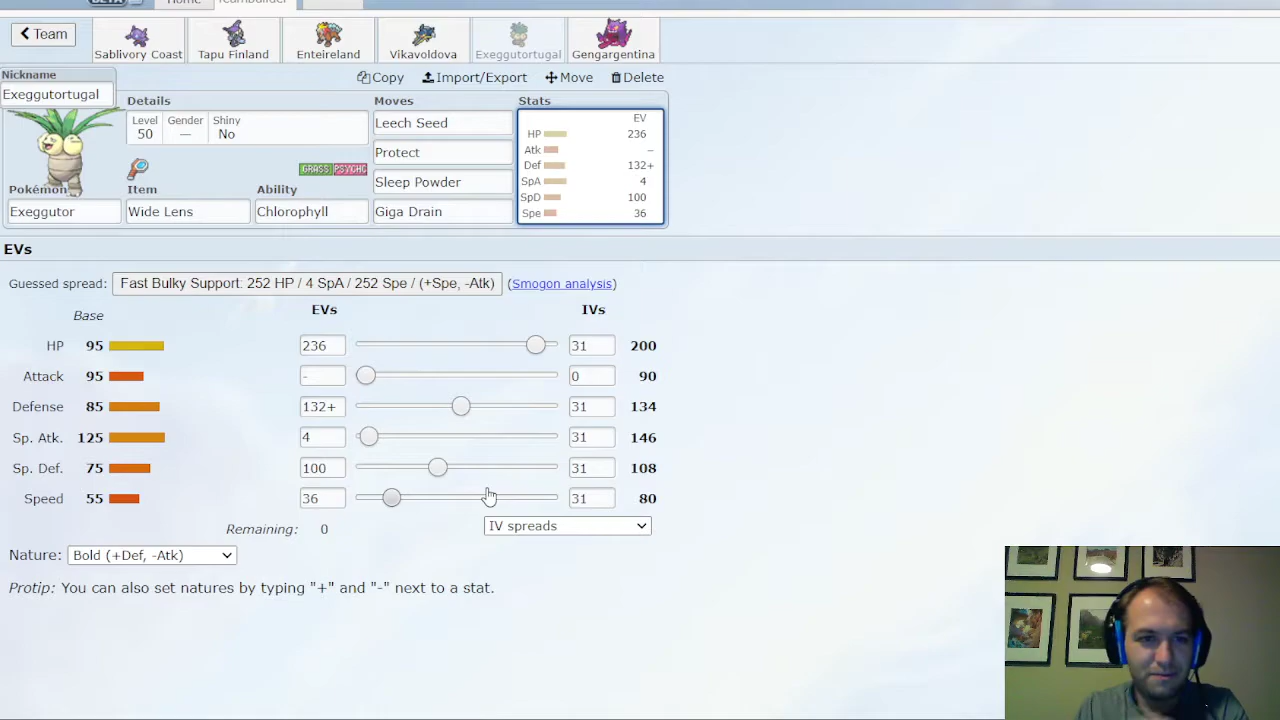 BETA Home Teambuilder
Team
Sablivory Coast Tapu Finland Enteireland Vikavoldova Exeggutortugal Gengargentina
Nickname
Exeggutortugal
Copy Import/Export Move Delete
Details
Level Gender Shiny
50 — No
GRASS PSYCHC
Pokémon Item Ability
Exeggutor Wide Lens Chlorophyll
Moves
Leech Seed
Protect
Sleep Powder
Giga Drain
Stats
EV
HP 236
Atk –
Def 132+
SpA 4
SpD 100
Spe 36
EVs
Guessed spread: Fast Bulky Support: 252 HP / 4 SpA / 252 Spe / (+Spe, -Atk) (Smogon analysis)
Base EVs IVs
HP 95 236 31 200
Attack 95 - 0 90
Defense 85 132+ 31 134
Sp. Atk. 125 4 31 146
Sp. Def. 75 100 31 108
Speed 55 36 31 80
Remaining: 0 IV spreads
Nature: Bold (+Def, -Atk)
Protip: You can also set natures by typing "+" and "-" next to a stat.